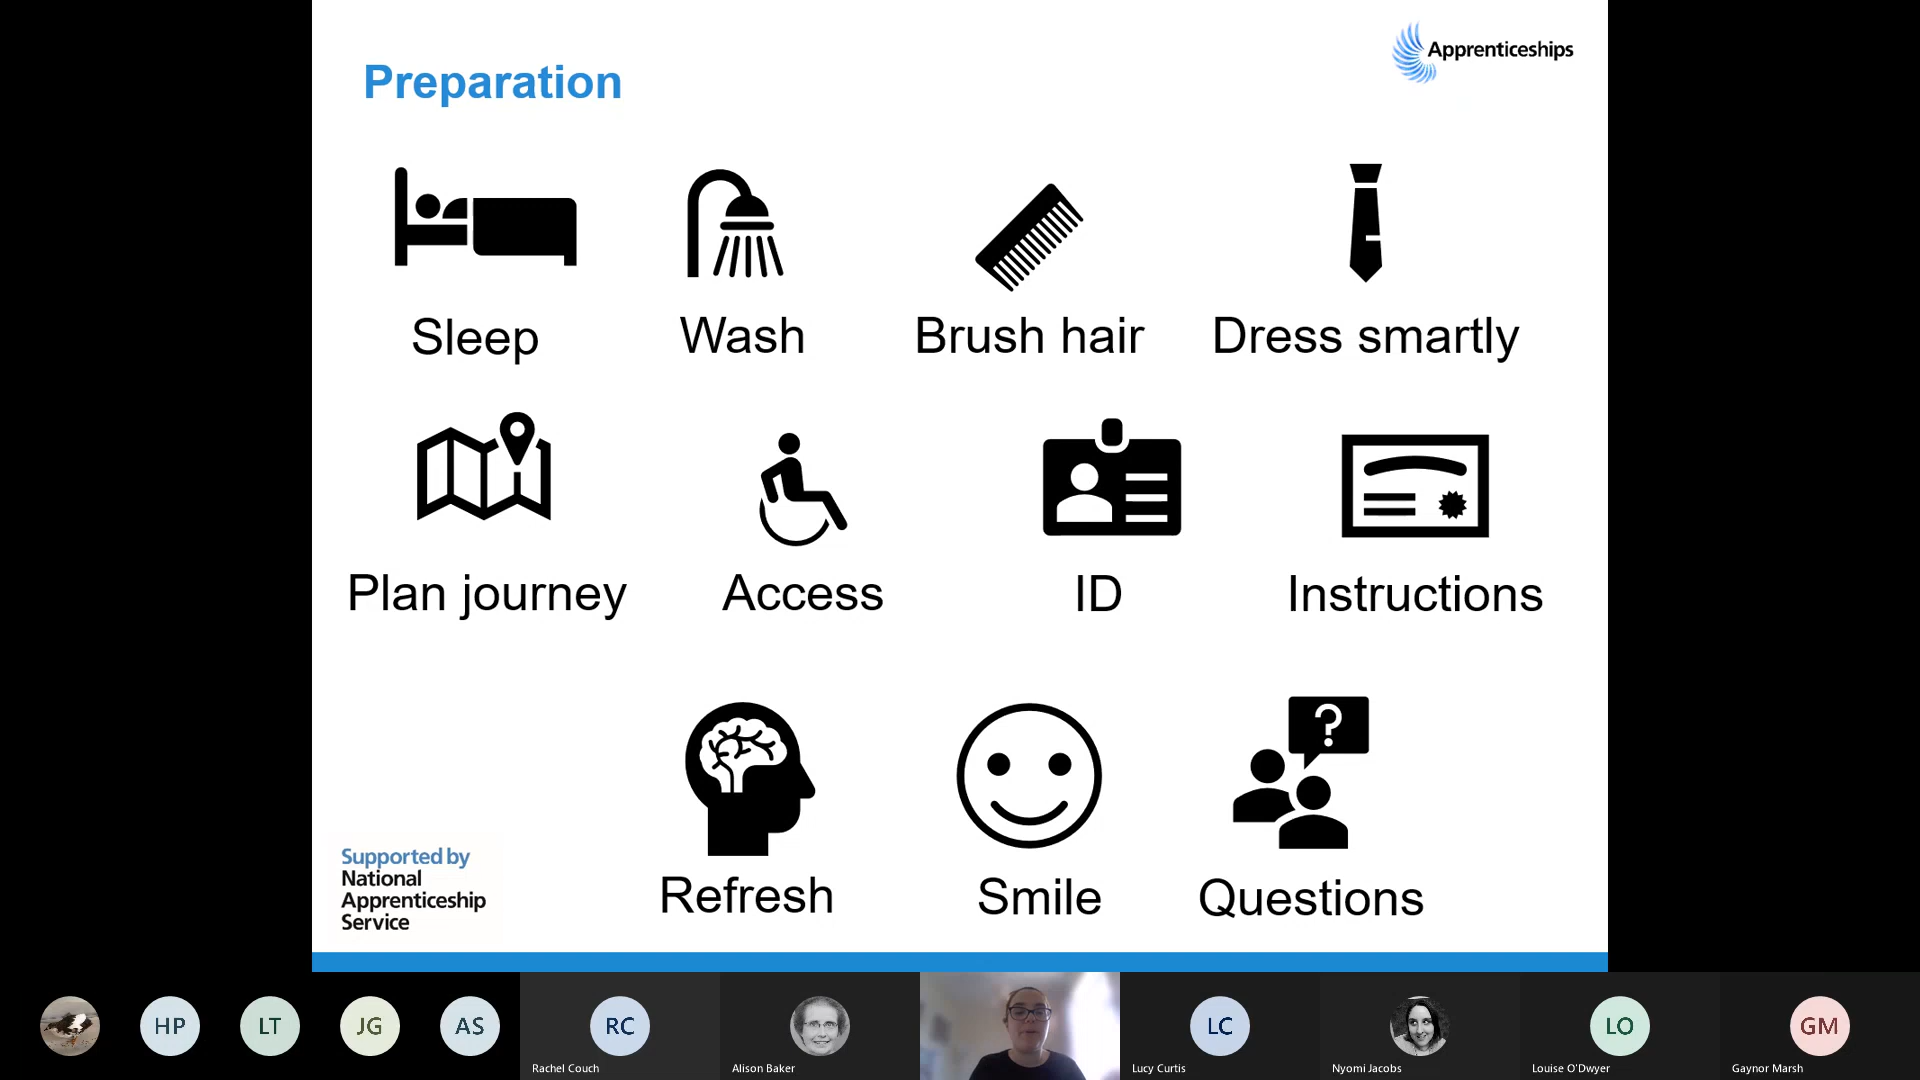 Apprenticeships
Preparation
Sleep
Wash
Brush hair
Dress smartly
Plan journey
Access
ID
Instructions
?
Refresh
Smile
Questions
Supported by
National
Apprenticeship
Service
HP
LT
JG
AS
RC
Rachel Couch
Alison Baker
LC
Lucy Curtis
Nyomi Jacobs
LO
Louise O'Dwyer
GM
Gaynor Marsh